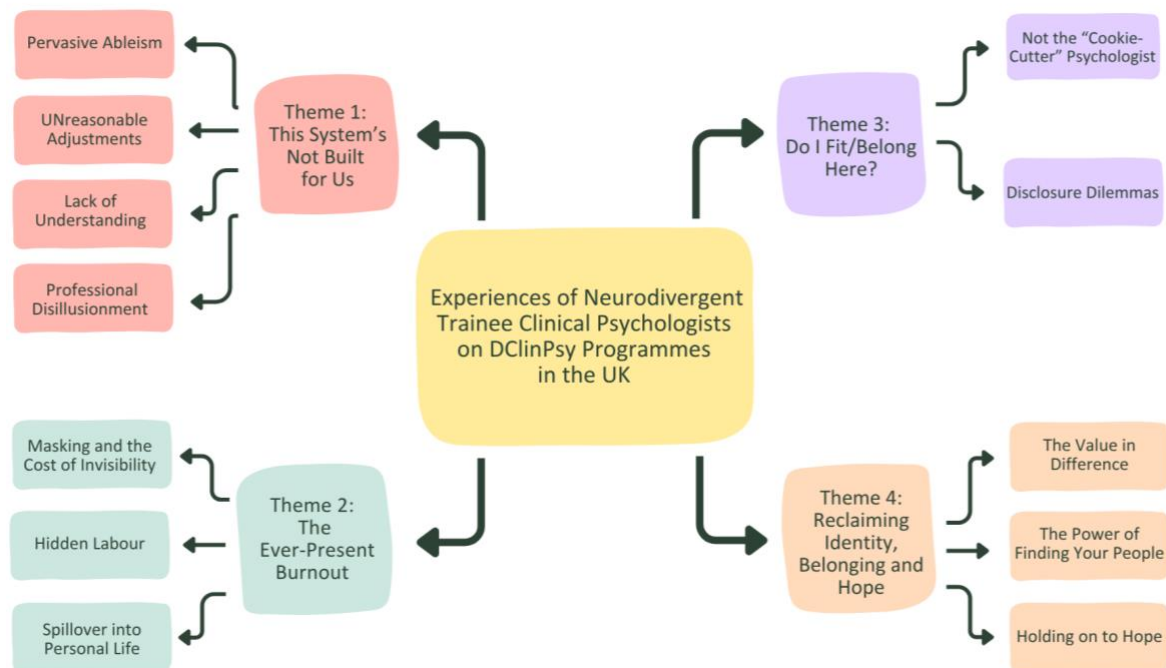 Experiences of Neurodivergent
Trainee Clinical Psychologists
on DClinPsy Programmes
in the UK
Theme 1:
This System's
Not Built
for Us
Pervasive Ableism
UNreasonable
Adjustments
Lack of
Understanding
Professional
Disillusionment
Theme 2:
The
Ever-Present
Burnout
Masking and the
Cost of Invisibility
Hidden Labour
Spillover into
Personal Life
Theme 3:
Do I Fit/Belong
Here?
Not the “Cookie-
Cutter” Psychologist
Disclosure Dilemmas
Theme 4:
Reclaiming
Identity,
Belonging and
Hope
The Value in
Difference
The Power of
Finding Your People
Holding on to Hope